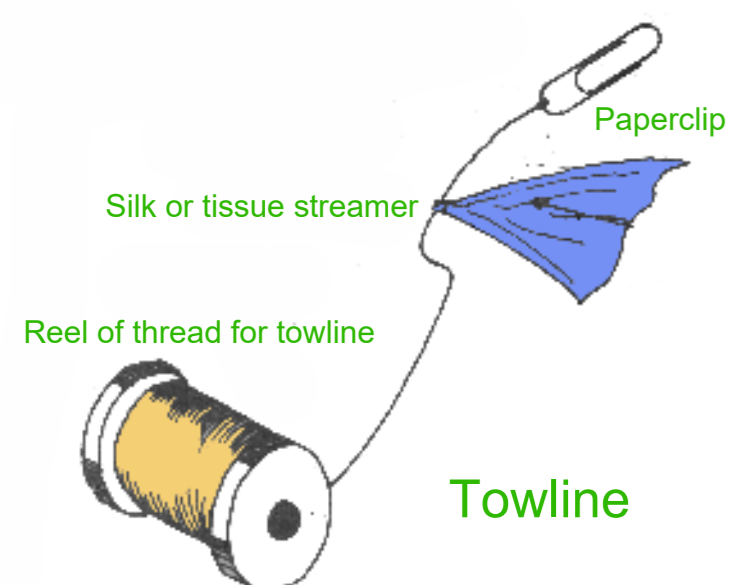 Paperclip
Silk or tissue streamer
Reel of thread for towline
Towline